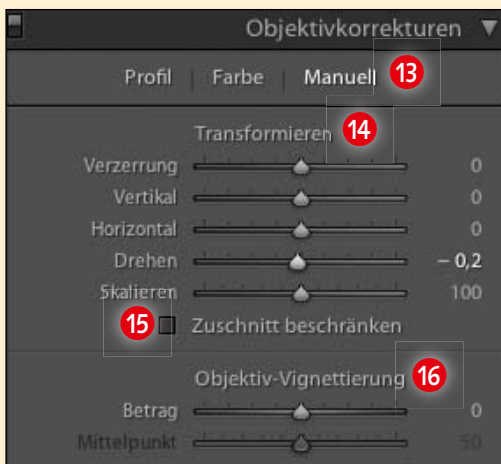 Objektivkorrekturen
Profil | Farbe | Manuell 13
Transformieren 14
Verzerrung 0
Vertikal 0
Horizontal 0
Drehen – 0,2
Skalieren 100
15 Zuschnitt beschränken
Objektiv-Vignettierung 16
Betrag 0
Mittelpunkt 50